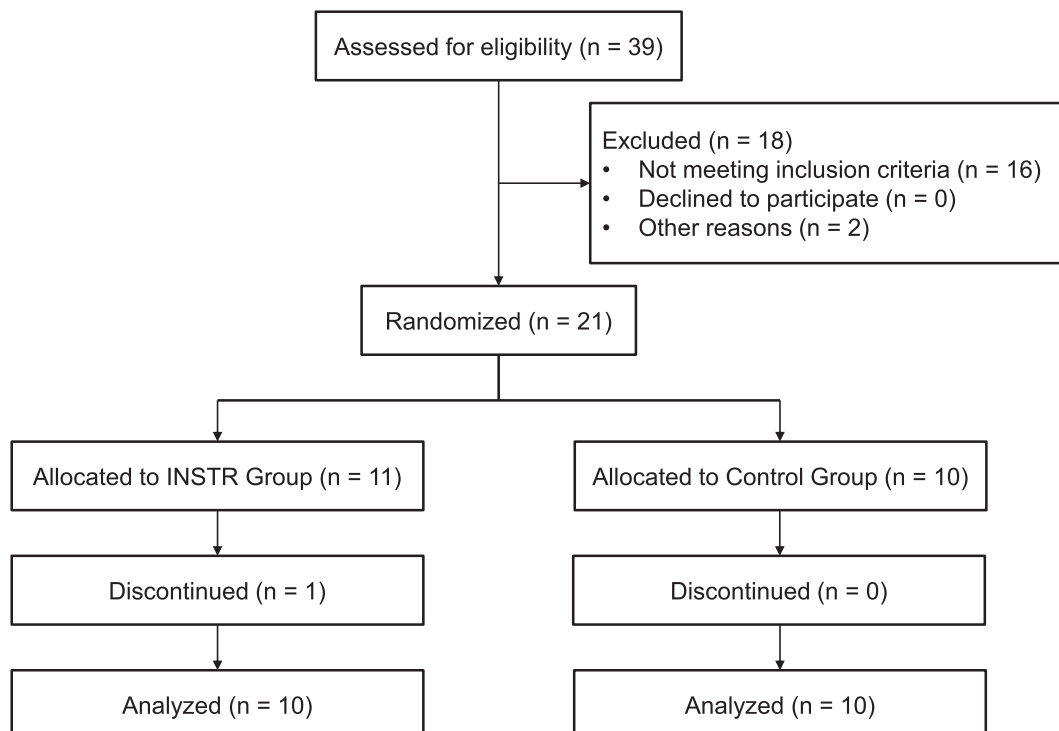 Assessed for eligibility (n = 39)
Excluded (n = 18)
• Not meeting inclusion criteria (n = 16)
• Declined to participate (n = 0)
• Other reasons (n = 2)
Randomized (n = 21)
Allocated to INSTR Group (n = 11)
Allocated to Control Group (n = 10)
Discontinued (n = 1)
Discontinued (n = 0)
Analyzed (n = 10)
Analyzed (n = 10)